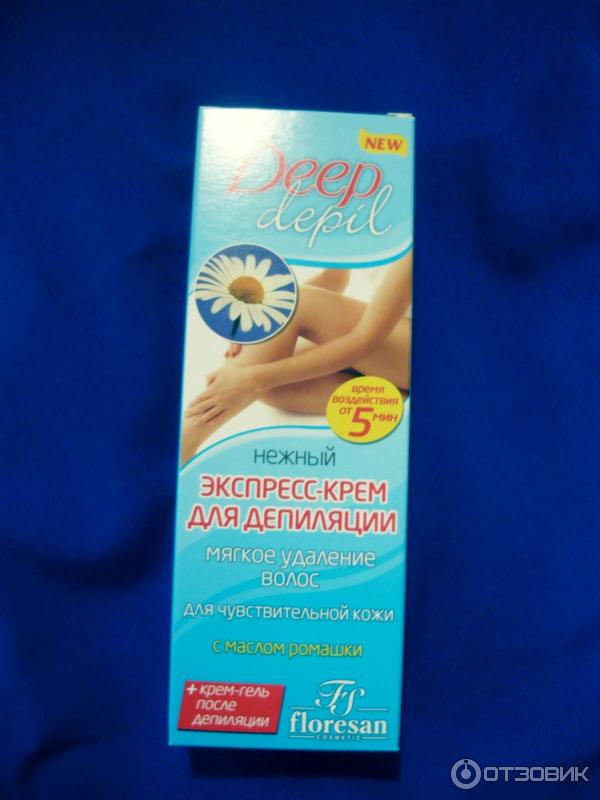 NEW
Deep
depil
время
воздействия
от 5 мин
нежный
ЭКСПРЕСС-КРЕМ
ДЛЯ ДЕПИЛЯЦИИ
мягкое удаление
волос
для чувствительной кожи
с маслом ромашки
+ крем-гель
после
депиляции
FS
floresan
COSMETIC
ОТЗОВИК